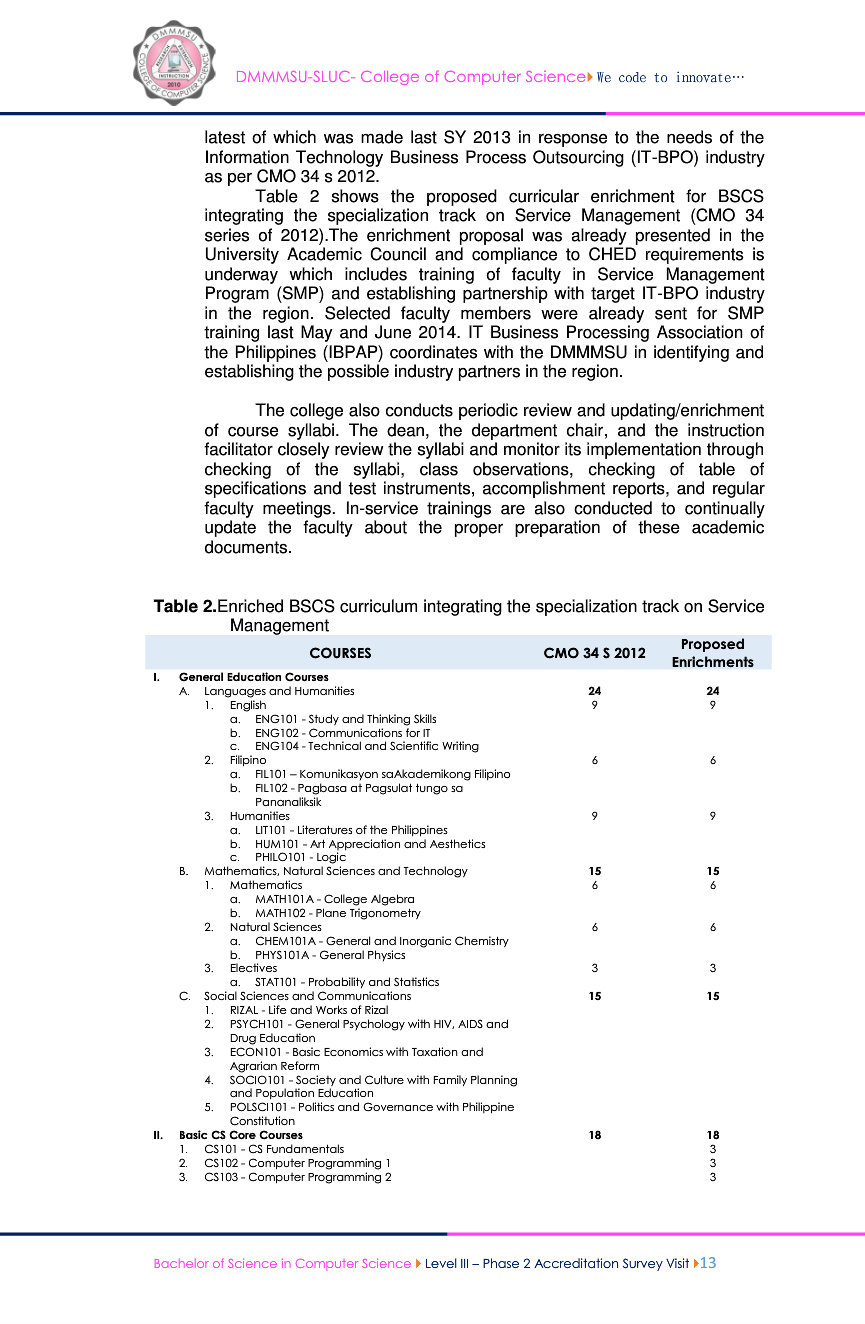 DMMMSU
COLLEGE OF COMPUTER SCIENCE
RESEARCH
EXTENSION
INSTRUCTION
2010
DMMMSU-SLUC- College of Computer Science We code to innovate…
latest of which was made last SY 2013 in response to the needs of the
Information Technology Business Process Outsourcing (IT-BPO) industry
as per CMO 34 s 2012.
Table 2 shows the proposed curricular enrichment for BSCS
integrating the specialization track on Service Management (CMO 34
series of 2012).The enrichment proposal was already presented in the
University Academic Council and compliance to CHED requirements is
underway which includes training of faculty in Service Management
Program (SMP) and establishing partnership with target IT-BPO industry
in the region. Selected faculty members were already sent for SMP
training last May and June 2014. IT Business Processing Association of
the Philippines (IBPAP) coordinates with the DMMMSU in identifying and
establishing the possible industry partners in the region.
The college also conducts periodic review and updating/enrichment
of course syllabi. The dean, the department chair, and the instruction
facilitator closely review the syllabi and monitor its implementation through
checking of the syllabi, class observations, checking of table of
specifications and test instruments, accomplishment reports, and regular
faculty meetings. In-service trainings are also conducted to continually
update the faculty about the proper preparation of these academic
documents.
Table 2.Enriched BSCS curriculum integrating the specialization track on Service
Management
COURSES CMO 34 S 2012 Proposed
Enrichments
I. General Education Courses
A. Languages and Humanities 24 24
1. English 9 9
a. ENG101 - Study and Thinking Skills
b. ENG102 - Communications for IT
c. ENG104 - Technical and Scientific Writing
2. Filipino 6 6
a. FIL101 – Komunikasyon saAkademikong Filipino
b. FIL102 - Pagbasa at Pagsulat tungo sa
Pananaliksik
3. Humanities 9 9
a. LIT101 - Literatures of the Philippines
b. HUM101 - Art Appreciation and Aesthetics
c. PHILO101 - Logic
B. Mathematics, Natural Sciences and Technology 15 15
1. Mathematics 6 6
a. MATH101A - College Algebra
b. MATH102 - Plane Trigonometry
2. Natural Sciences 6 6
a. CHEM101A - General and Inorganic Chemistry
b. PHYS101A - General Physics
3. Electives 3 3
a. STAT101 - Probability and Statistics
C. Social Sciences and Communications 15 15
1. RIZAL - Life and Works of Rizal
2. PSYCH101 - General Psychology with HIV, AIDS and
Drug Education
3. ECON101 - Basic Economics with Taxation and
Agrarian Reform
4. SOCIO101 - Society and Culture with Family Planning
and Population Education
5. POLSCI101 - Politics and Governance with Philippine
Constitution
II. Basic CS Core Courses 18 18
1. CS101 - CS Fundamentals 3
2. CS102 - Computer Programming 1 3
3. CS103 - Computer Programming 2 3
Bachelor of Science in Computer Science Level III – Phase 2 Accreditation Survey Visit 13